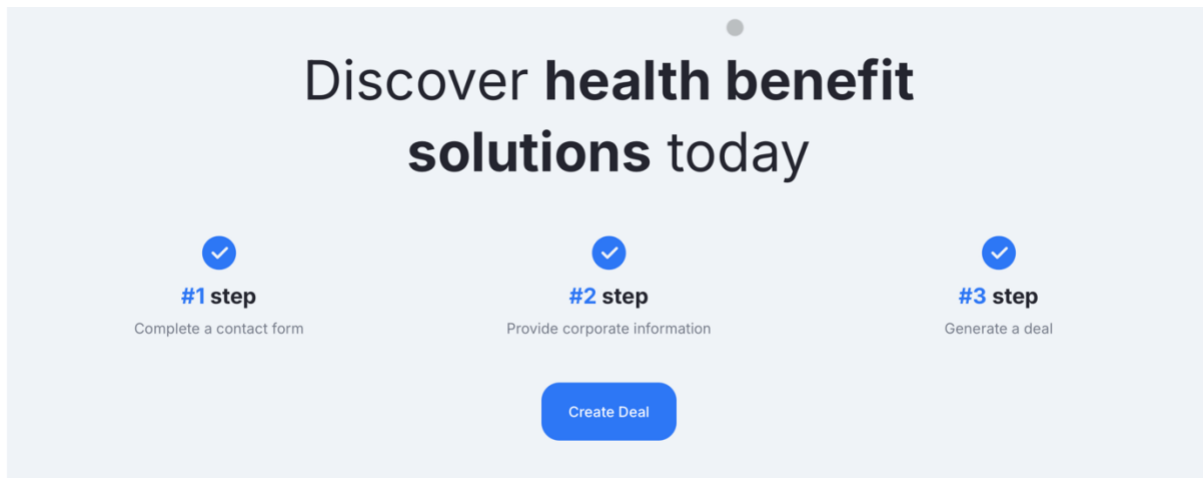 Discover health benefit
solutions today
#1 step
Complete a contact form
#2 step
Provide corporate information
#3 step
Generate a deal
Create Deal